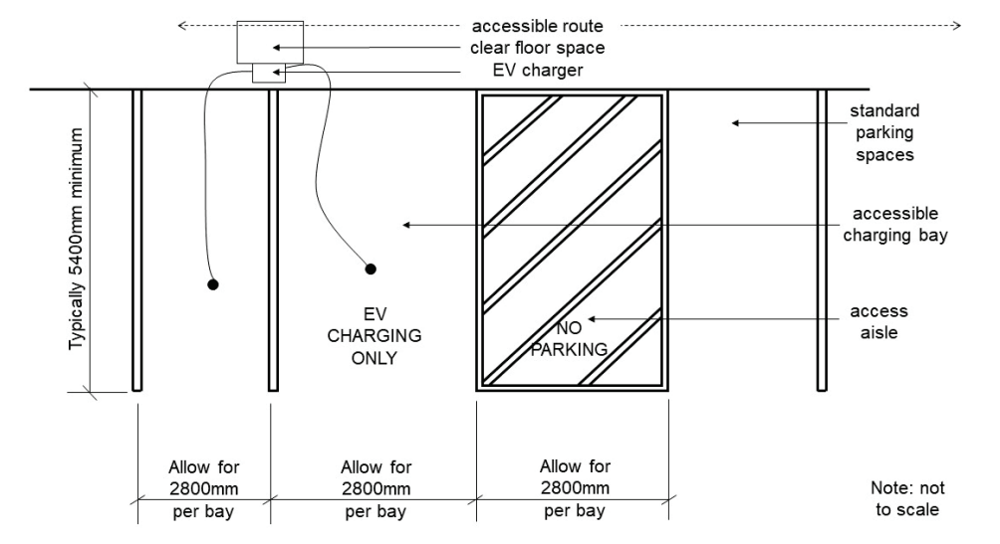 accessible route
clear floor space
EV charger
standard
parking
spaces
Typically 5400mm minimum
accessible
charging bay
EV
CHARGING
ONLY
NO
PARKING
access
aisle
Allow for
2800mm
per bay
Allow for
2800mm
per bay
Allow for
2800mm
per bay
Note: not
to scale